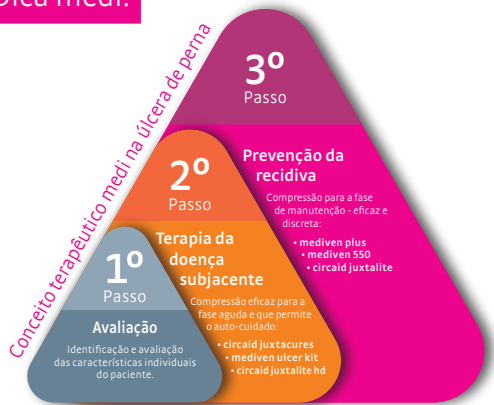 Dica medi:
Conceito terapêutico medi na úlcera de perna
3º
Passo
Prevenção da
recidiva
Compressão para a fase
de manutenção - eficaz e
discreta:
• mediven plus
• mediven 550
• circaid juxtalite
2º
Passo
Terapia da
doença
subjacente
Compressão eficaz para a
fase aguda e que permite
o auto-cuidado:
• circaid juxtacures
• mediven ulcer kit
• circaid juxtalite hd
1º
Passo
Avaliação
Identificação e avaliação
das características individuais
do paciente.